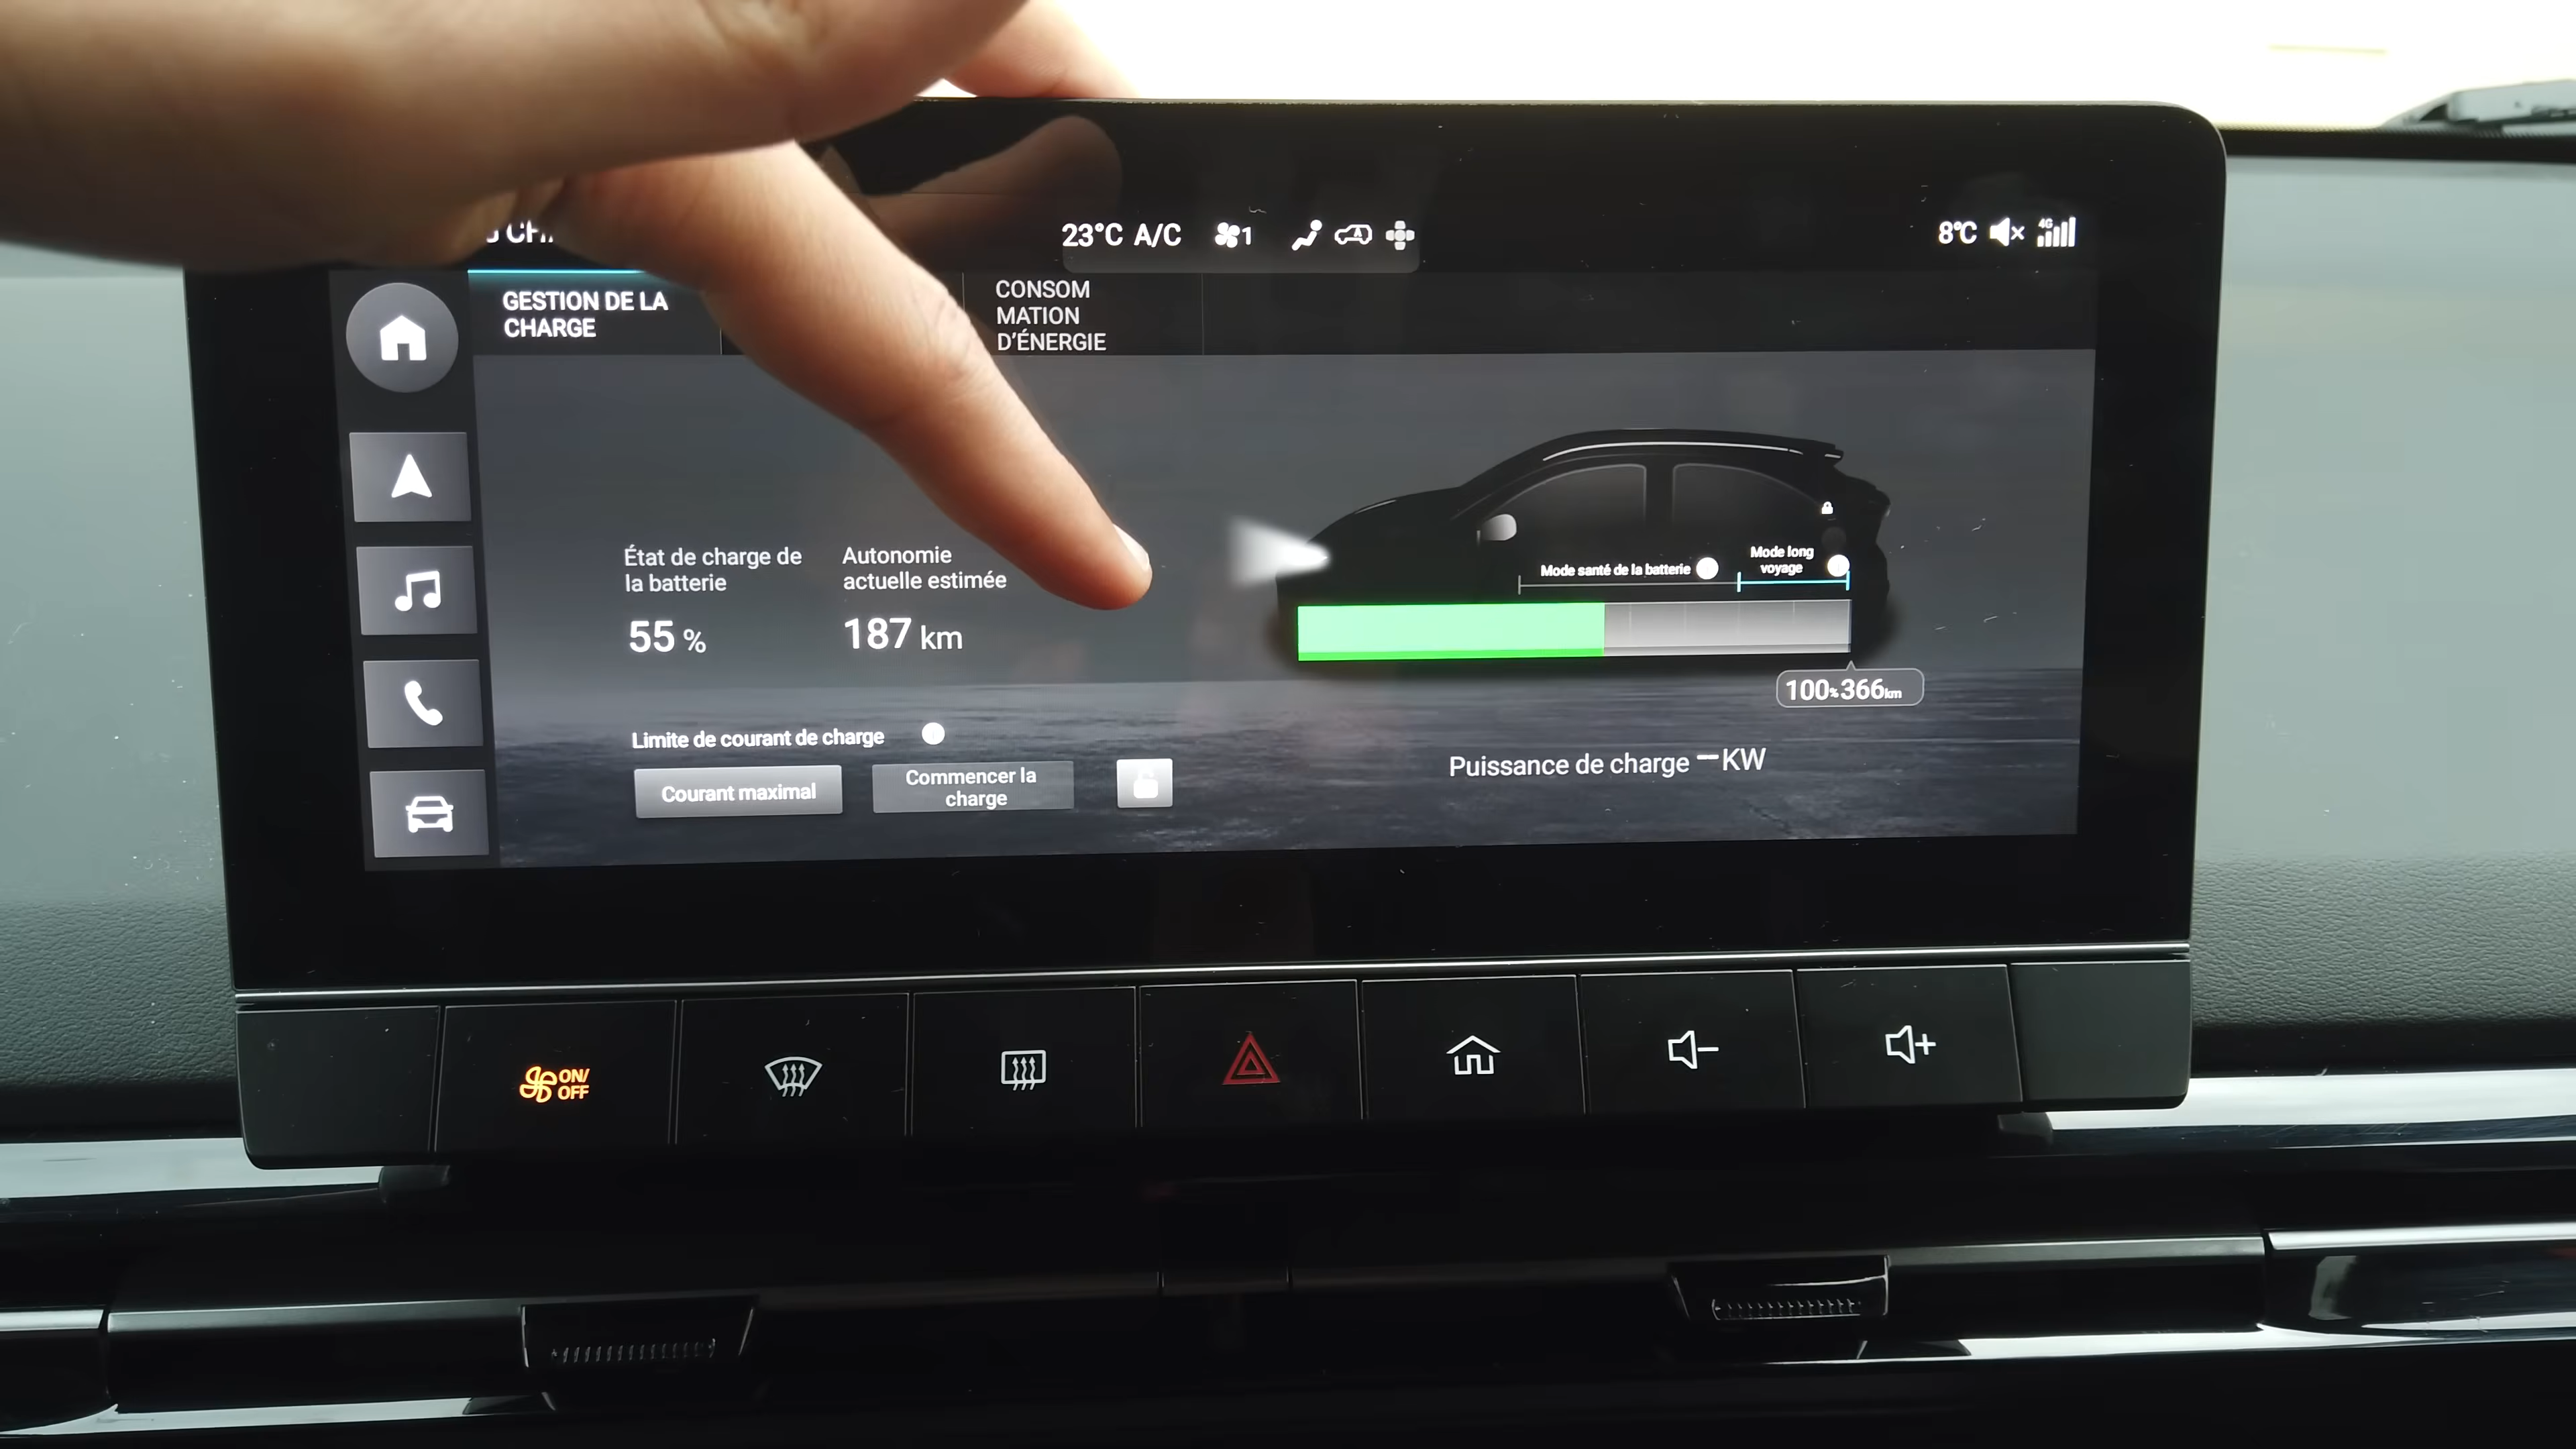 23°C A/C
1
8°C
4G
GESTION DE LA
CHARGE
CONSOM
MATION
D'ÉNERGIE
État de charge de
la batterie
55 %
Autonomie
actuelle estimée
187 km
Mode santé de la batterie
Mode long
voyage
100% 366km
Limite de courant de charge
Courant maximal
Commencer la
charge
Puissance de charge --KW
ON/
OFF